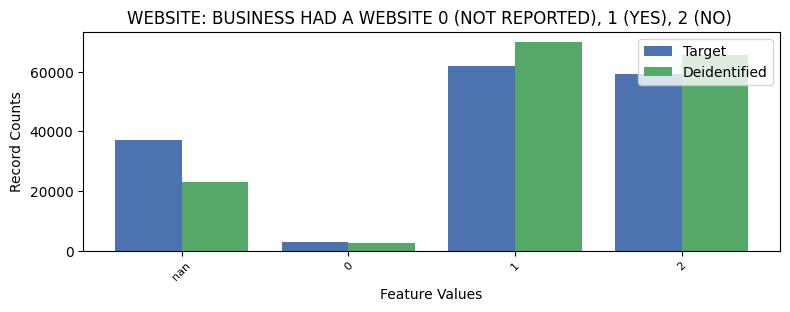 WEBSITE: BUSINESS HAD A WEBSITE 0 (NOT REPORTED), 1 (YES), 2 (NO)
Target
Deidentified
Record Counts
60000
40000
20000
0
nan
0
1
2
Feature Values